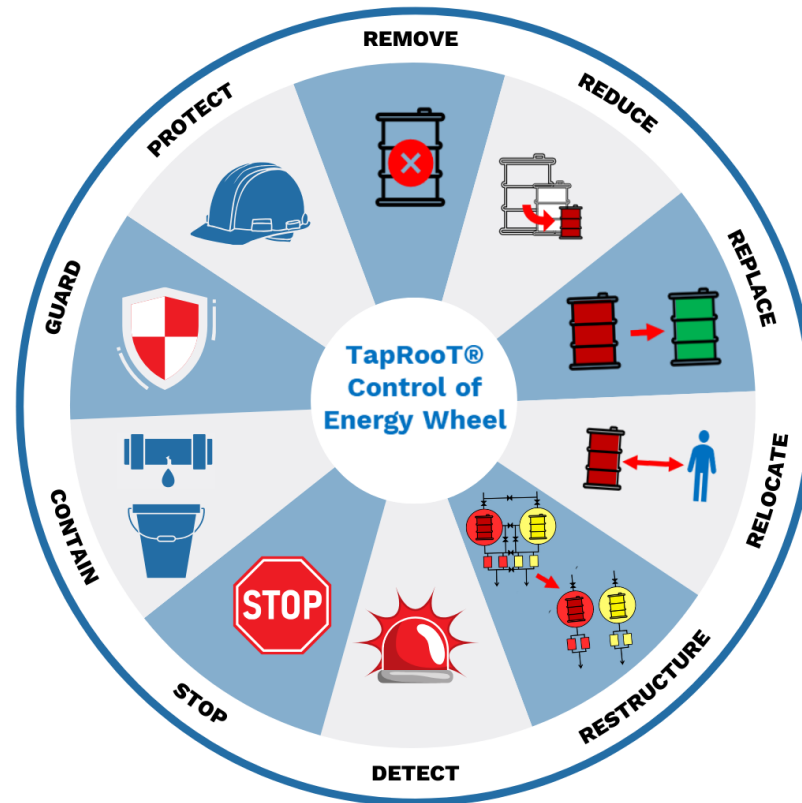 REMOVE
REDUCE
REPLACE
RELOCATE
RESTRUCTURE
DETECT
STOP
CONTAIN
GUARD
PROTECT
TapRooT®
Control of
Energy Wheel
STOP